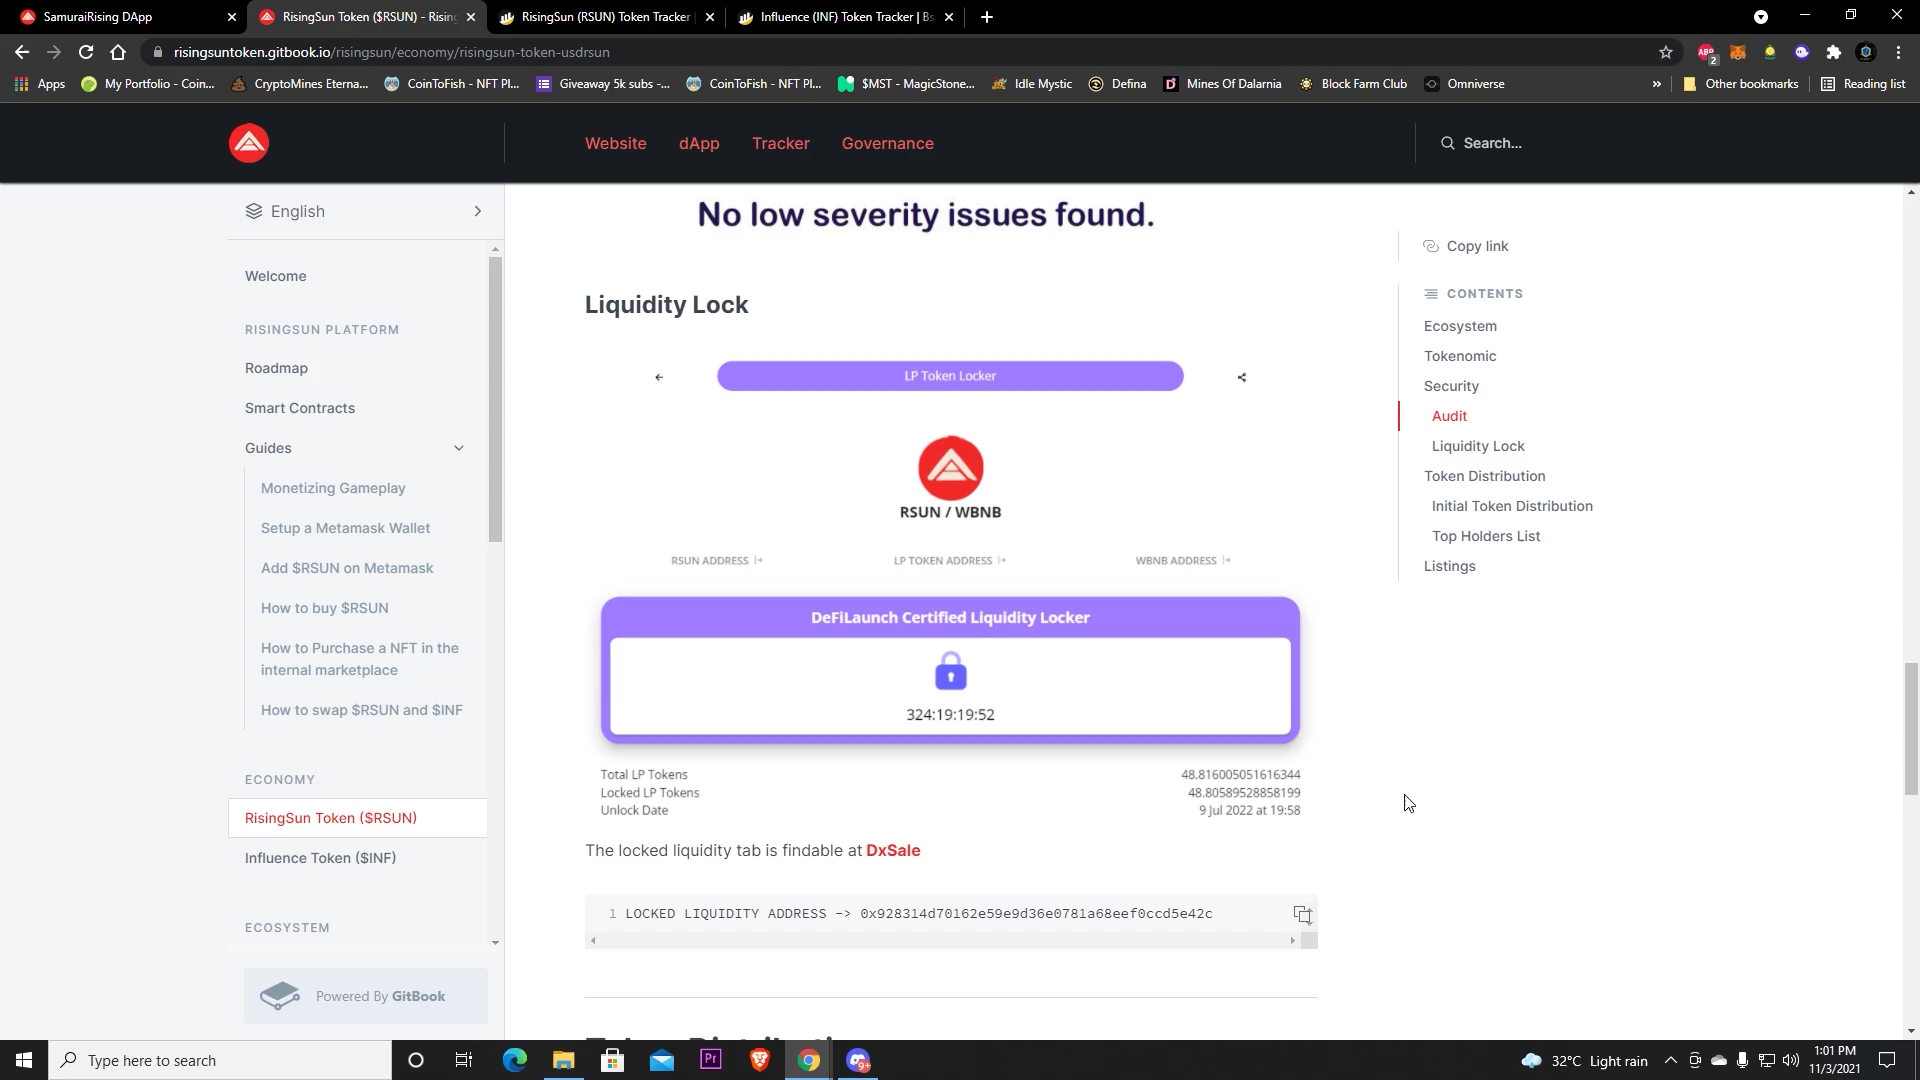 SamuraiRising DApp
RisingSun Token ($RSUN) - Rising
RisingSun (RSUN) Token Tracker
Influence (INF) Token Tracker | Bs
risingsuntoken.gitbook.io/risingsun/economy/risingsun-token-usdrsun
ABP
2
Apps
My Portfolio - Coin...
CryptoMines Eterna...
CoinToFish - NFT Pl...
Giveaway 5k subs -...
CoinToFish - NFT Pl...
$MST - MagicStone...
Idle Mystic
Defina
Mines Of Dalarnia
Block Farm Club
Omniverse
»
Other bookmarks
Reading list
Website
dApp
Tracker
Governance
Search...
English
Welcome
RISINGSUN PLATFORM
Roadmap
Smart Contracts
Guides
Monetizing Gameplay
Setup a Metamask Wallet
Add $RSUN on Metamask
How to buy $RSUN
How to Purchase a NFT in the
internal marketplace
How to swap $RSUN and $INF
ECONOMY
RisingSun Token ($RSUN)
Influence Token ($INF)
ECOSYSTEM
Powered By GitBook
No low severity issues found.
Liquidity Lock
LP Token Locker
RSUN / WBNB
RSUN ADDRESS
LP TOKEN ADDRESS
WBNB ADDRESS
DeFiLaunch Certified Liquidity Locker
324:19:19:52
Total LP Tokens 48.816005051616344
Locked LP Tokens 48.80589528858199
Unlock Date 9 Jul 2022 at 19:58
The locked liquidity tab is findable at DxSale
1 LOCKED LIQUIDITY ADDRESS -> 0x928314d70162e59e9d36e0781a68eef0ccd5e42c
Copy link
CONTENTS
Ecosystem
Tokenomic
Security
Audit
Liquidity Lock
Token Distribution
Initial Token Distribution
Top Holders List
Listings
Type here to search
Pr
9+
32°C Light rain
1:01 PM
11/3/2021